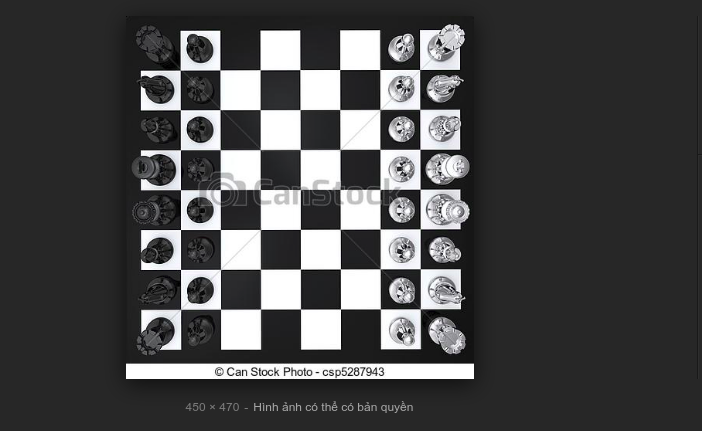 © CanStock
© Can Stock Photo - csp5287943
450 × 470 - Hình ảnh có thể có bản quyền